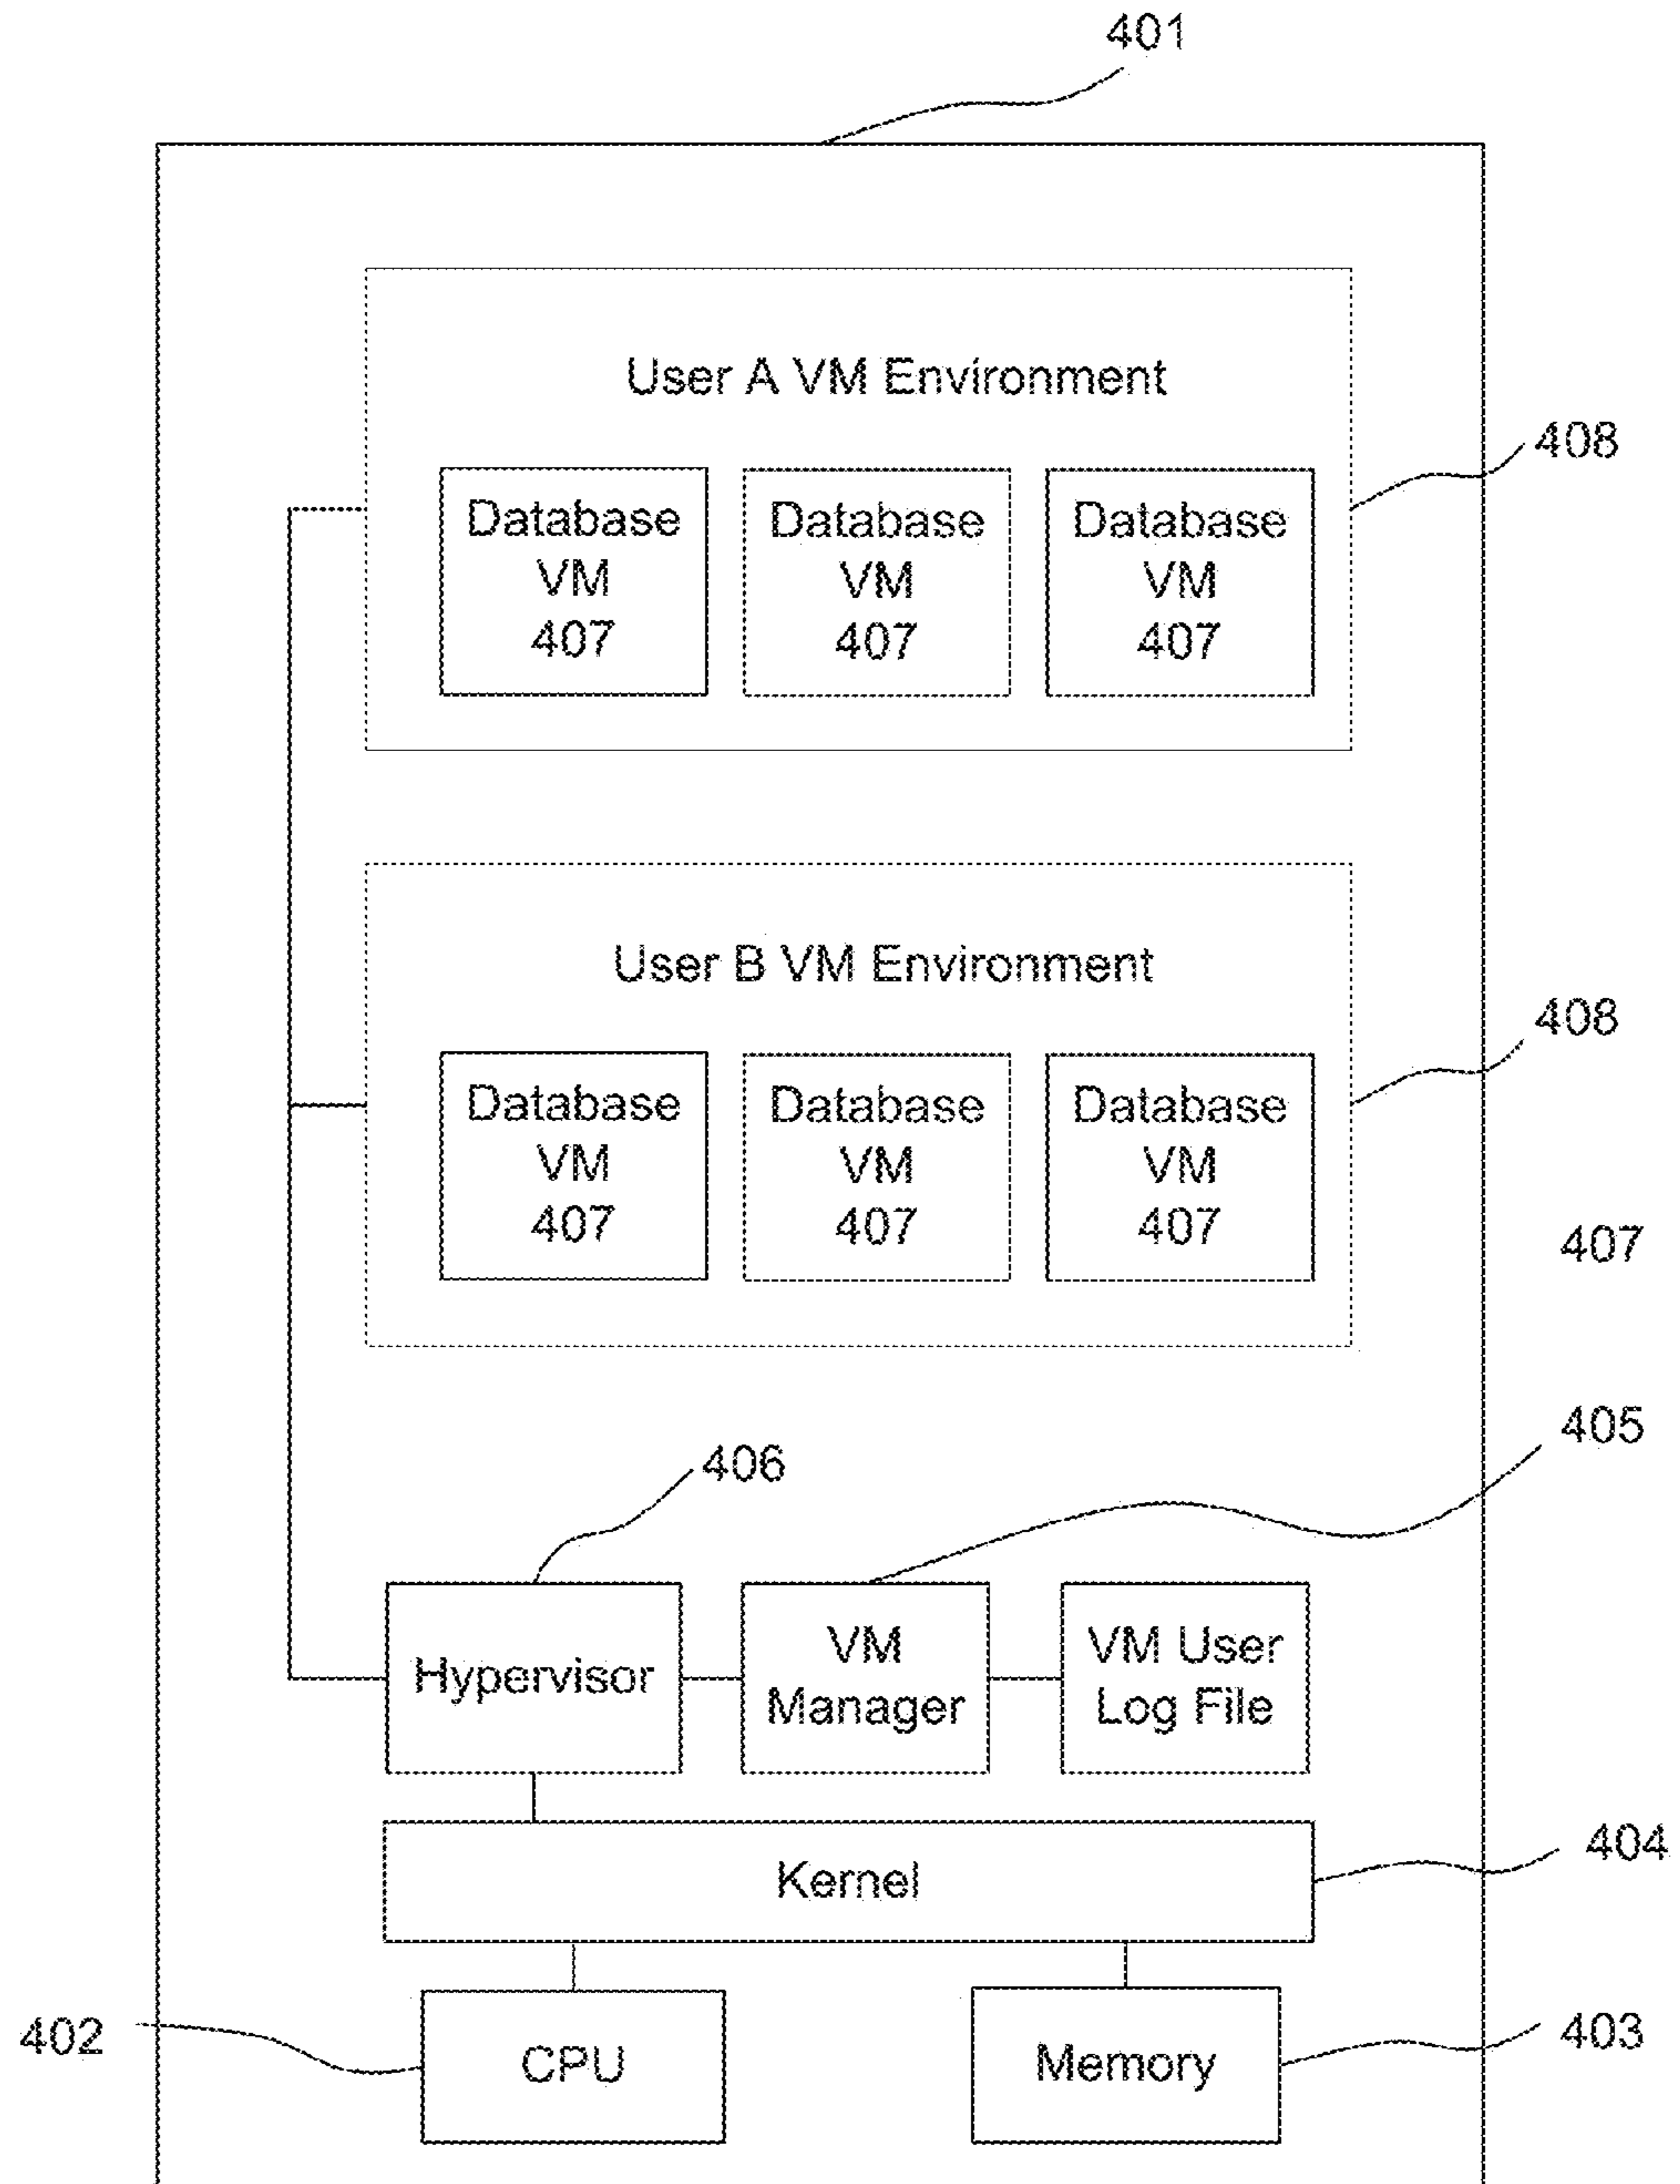 401
User A VM Environment
408
Database
VM
407
Database
VM
407
Database
VM
407
User B VM Environment
408
Database
VM
407
Database
VM
407
Database
VM
407
407
405
406
Hypervisor
VM
Manager
VM User
Log File
404
Kernel
402
CPU
Memory
403